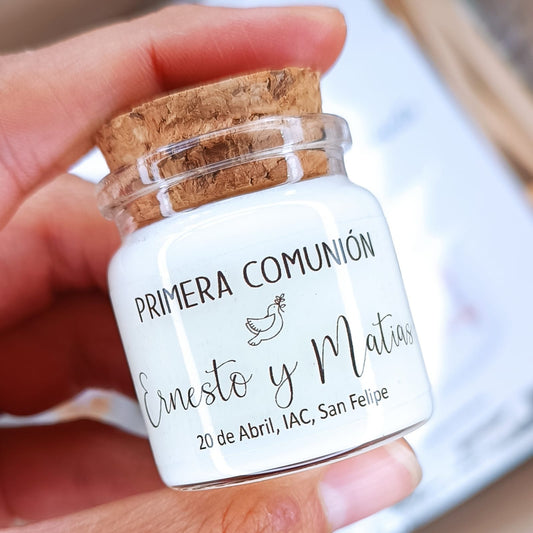 PRIMERA COMUNIÓN
Ernesto y Matias
20 de Abril, IAC, San Felipe